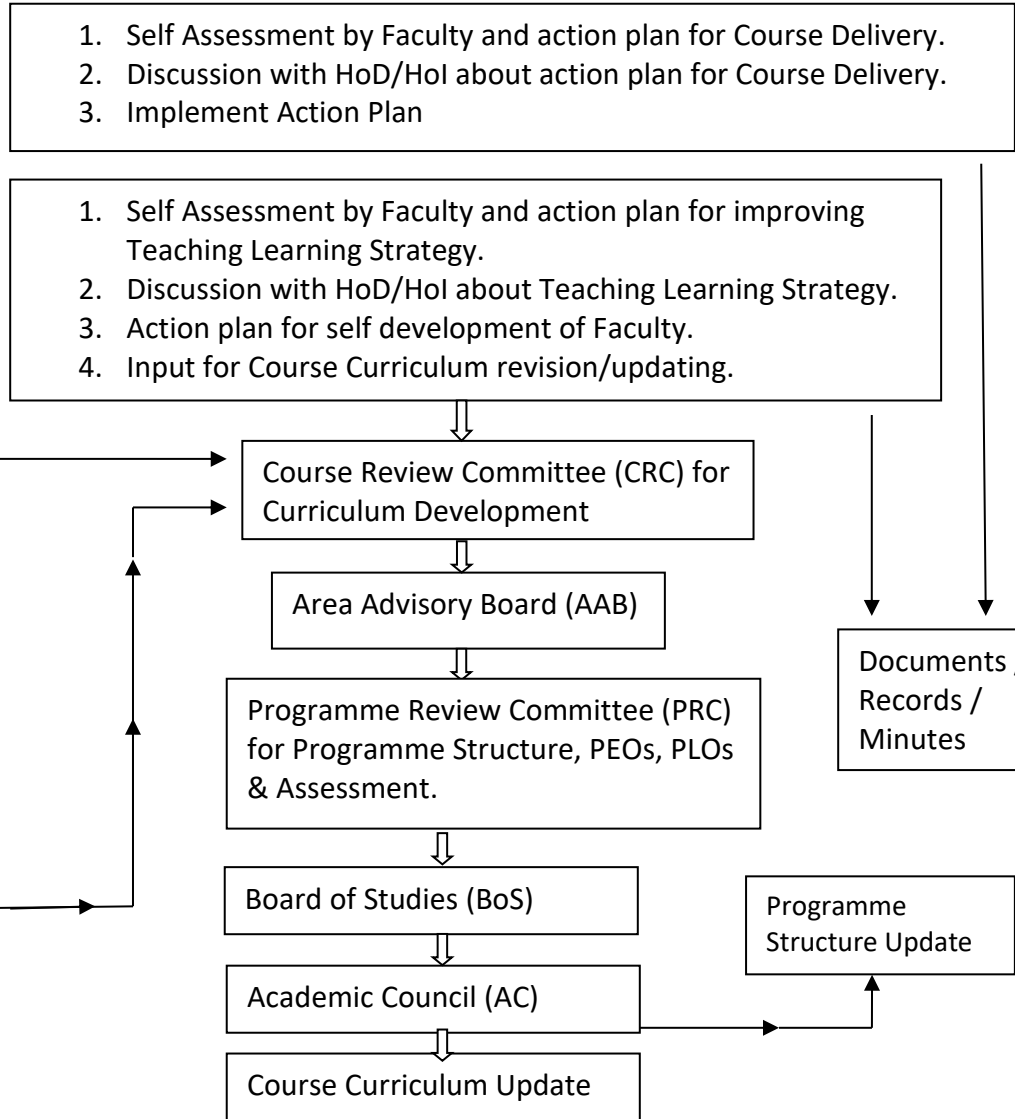 1. Self Assessment by Faculty and action plan for Course Delivery.
2. Discussion with HoD/HoI about action plan for Course Delivery.
3. Implement Action Plan
1. Self Assessment by Faculty and action plan for improving
Teaching Learning Strategy.
2. Discussion with HoD/HoI about Teaching Learning Strategy.
3. Action plan for self development of Faculty.
4. Input for Course Curriculum revision/updating.
Course Review Committee (CRC) for
Curriculum Development
Area Advisory Board (AAB)
Documents /
Records /
Minutes
Programme Review Committee (PRC)
for Programme Structure, PEOs, PLOs
& Assessment.
Board of Studies (BoS)
Programme
Structure Update
Academic Council (AC)
Course Curriculum Update